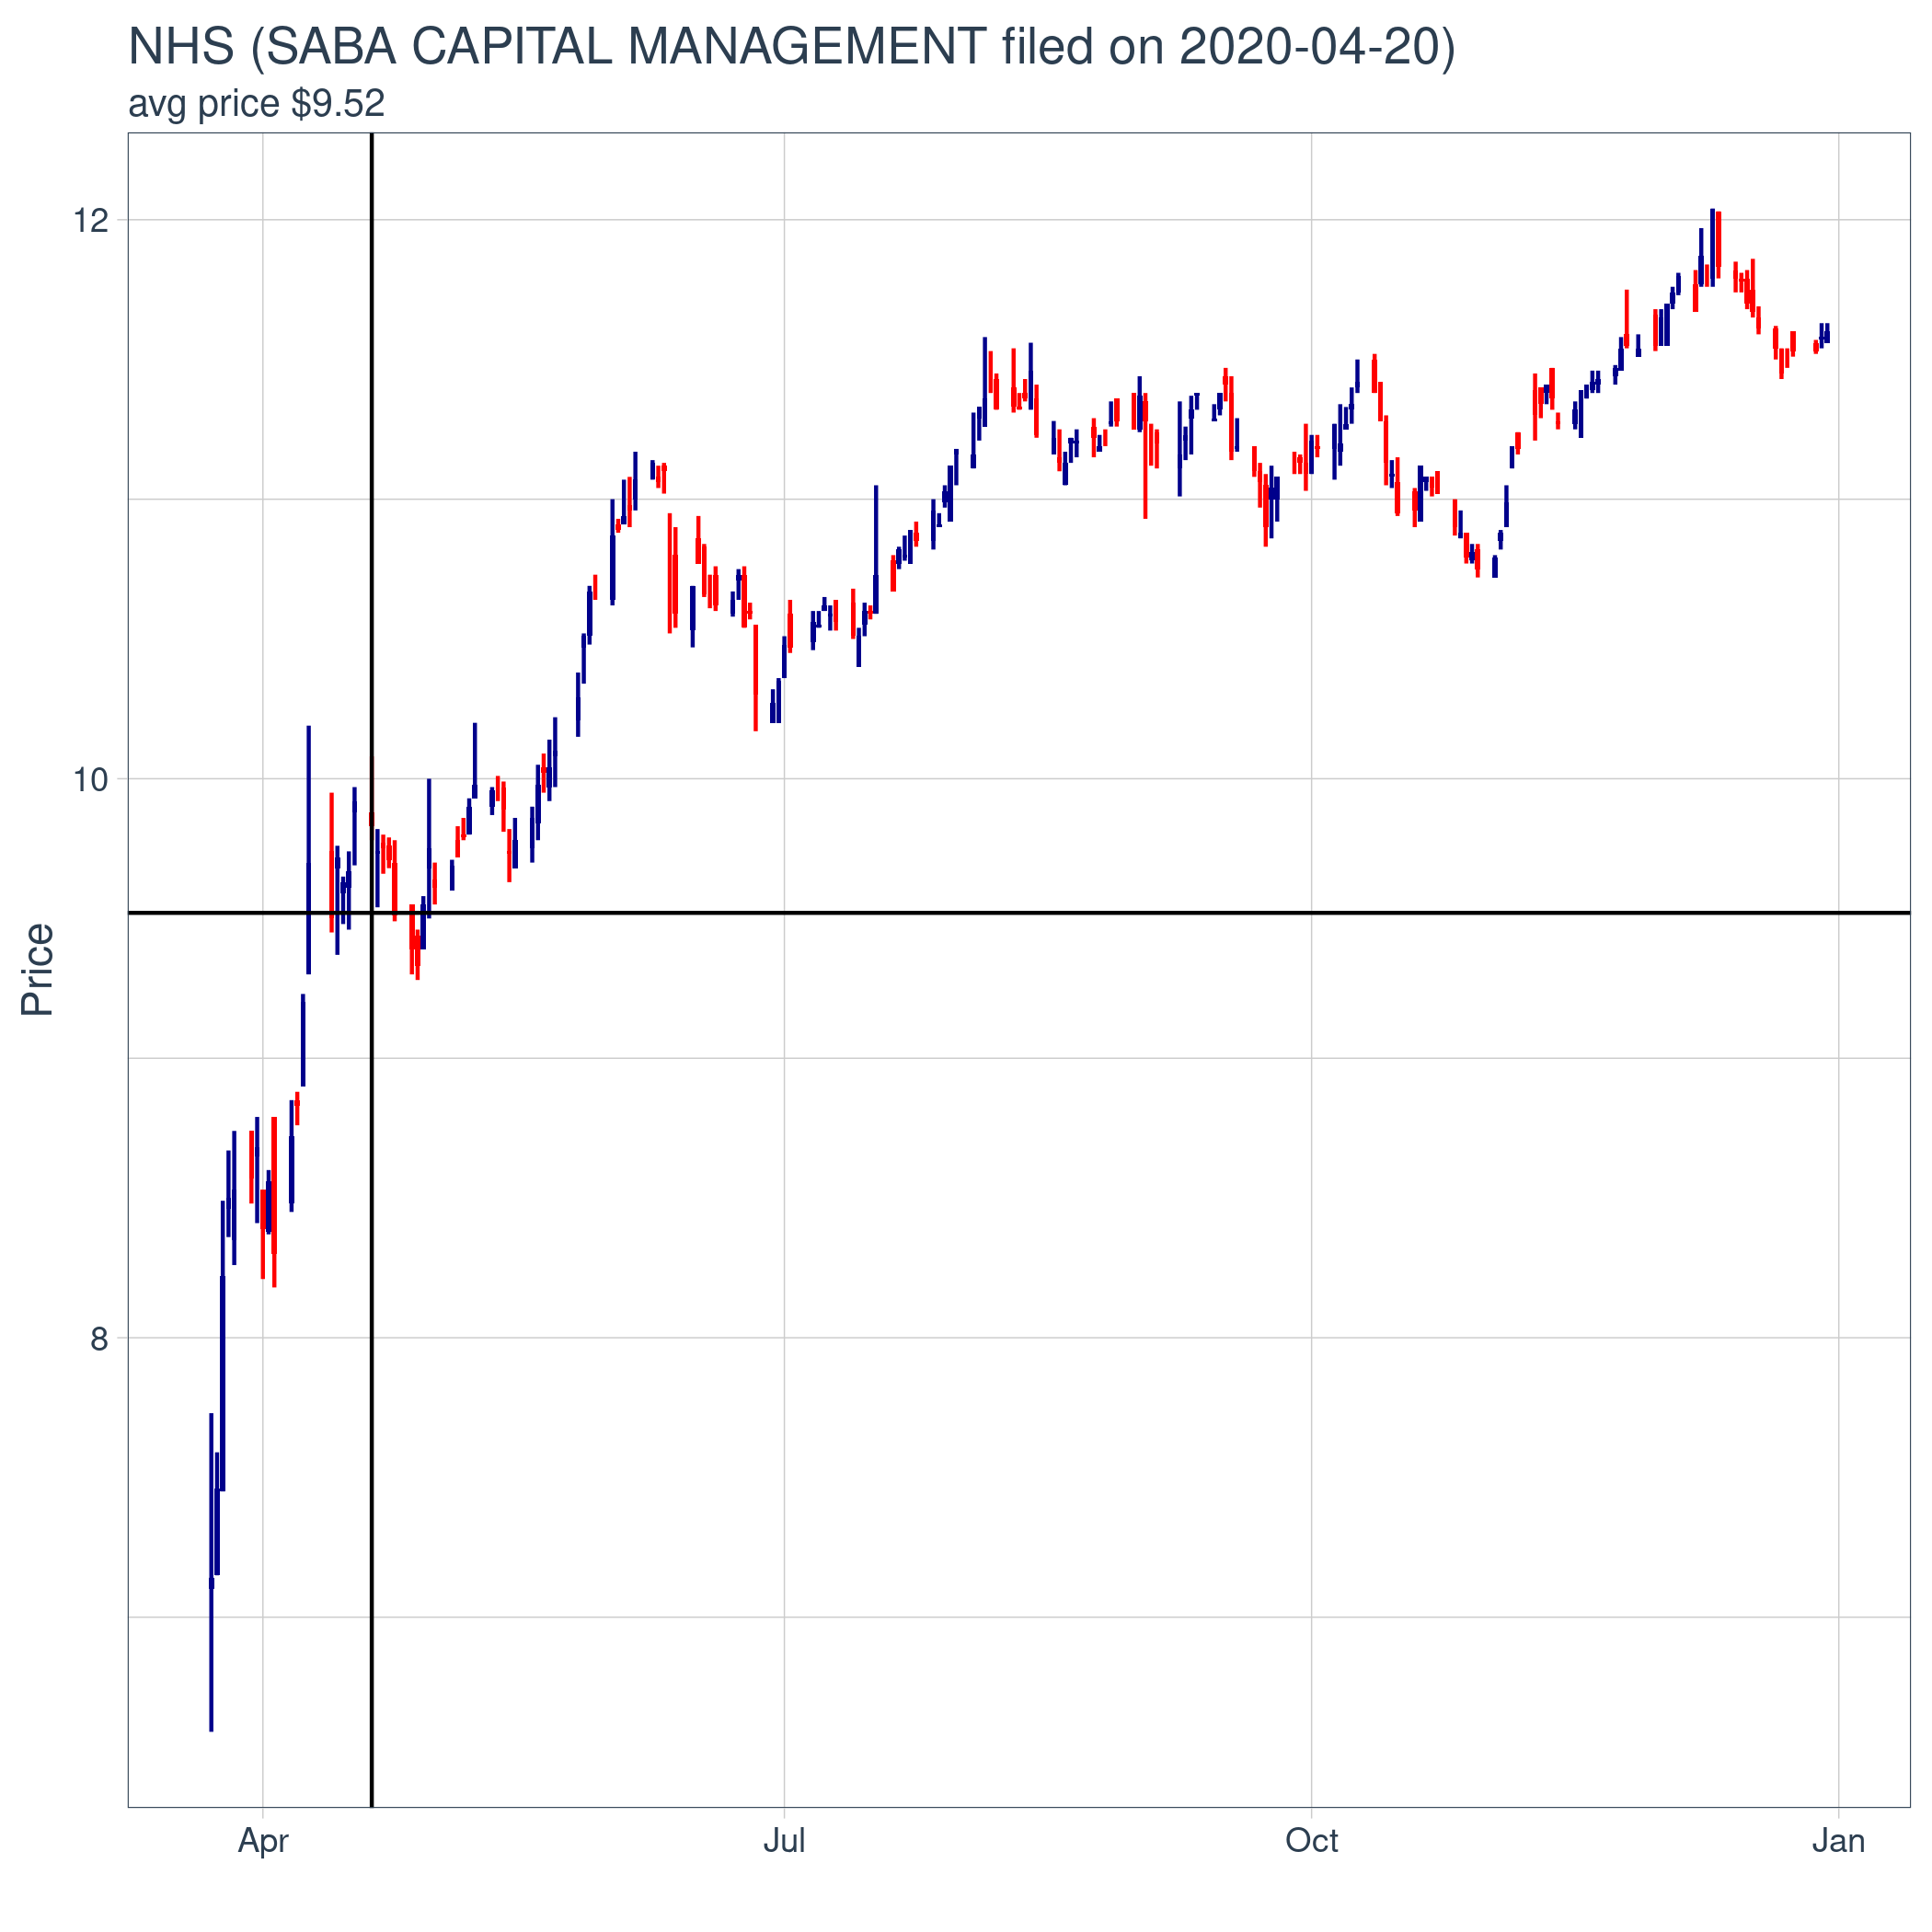 NHS (SABA CAPITAL MANAGEMENT filed on 2020-04-20)
avg price $9.52
12
10
8
Price
Apr
Jul
Oct
Jan